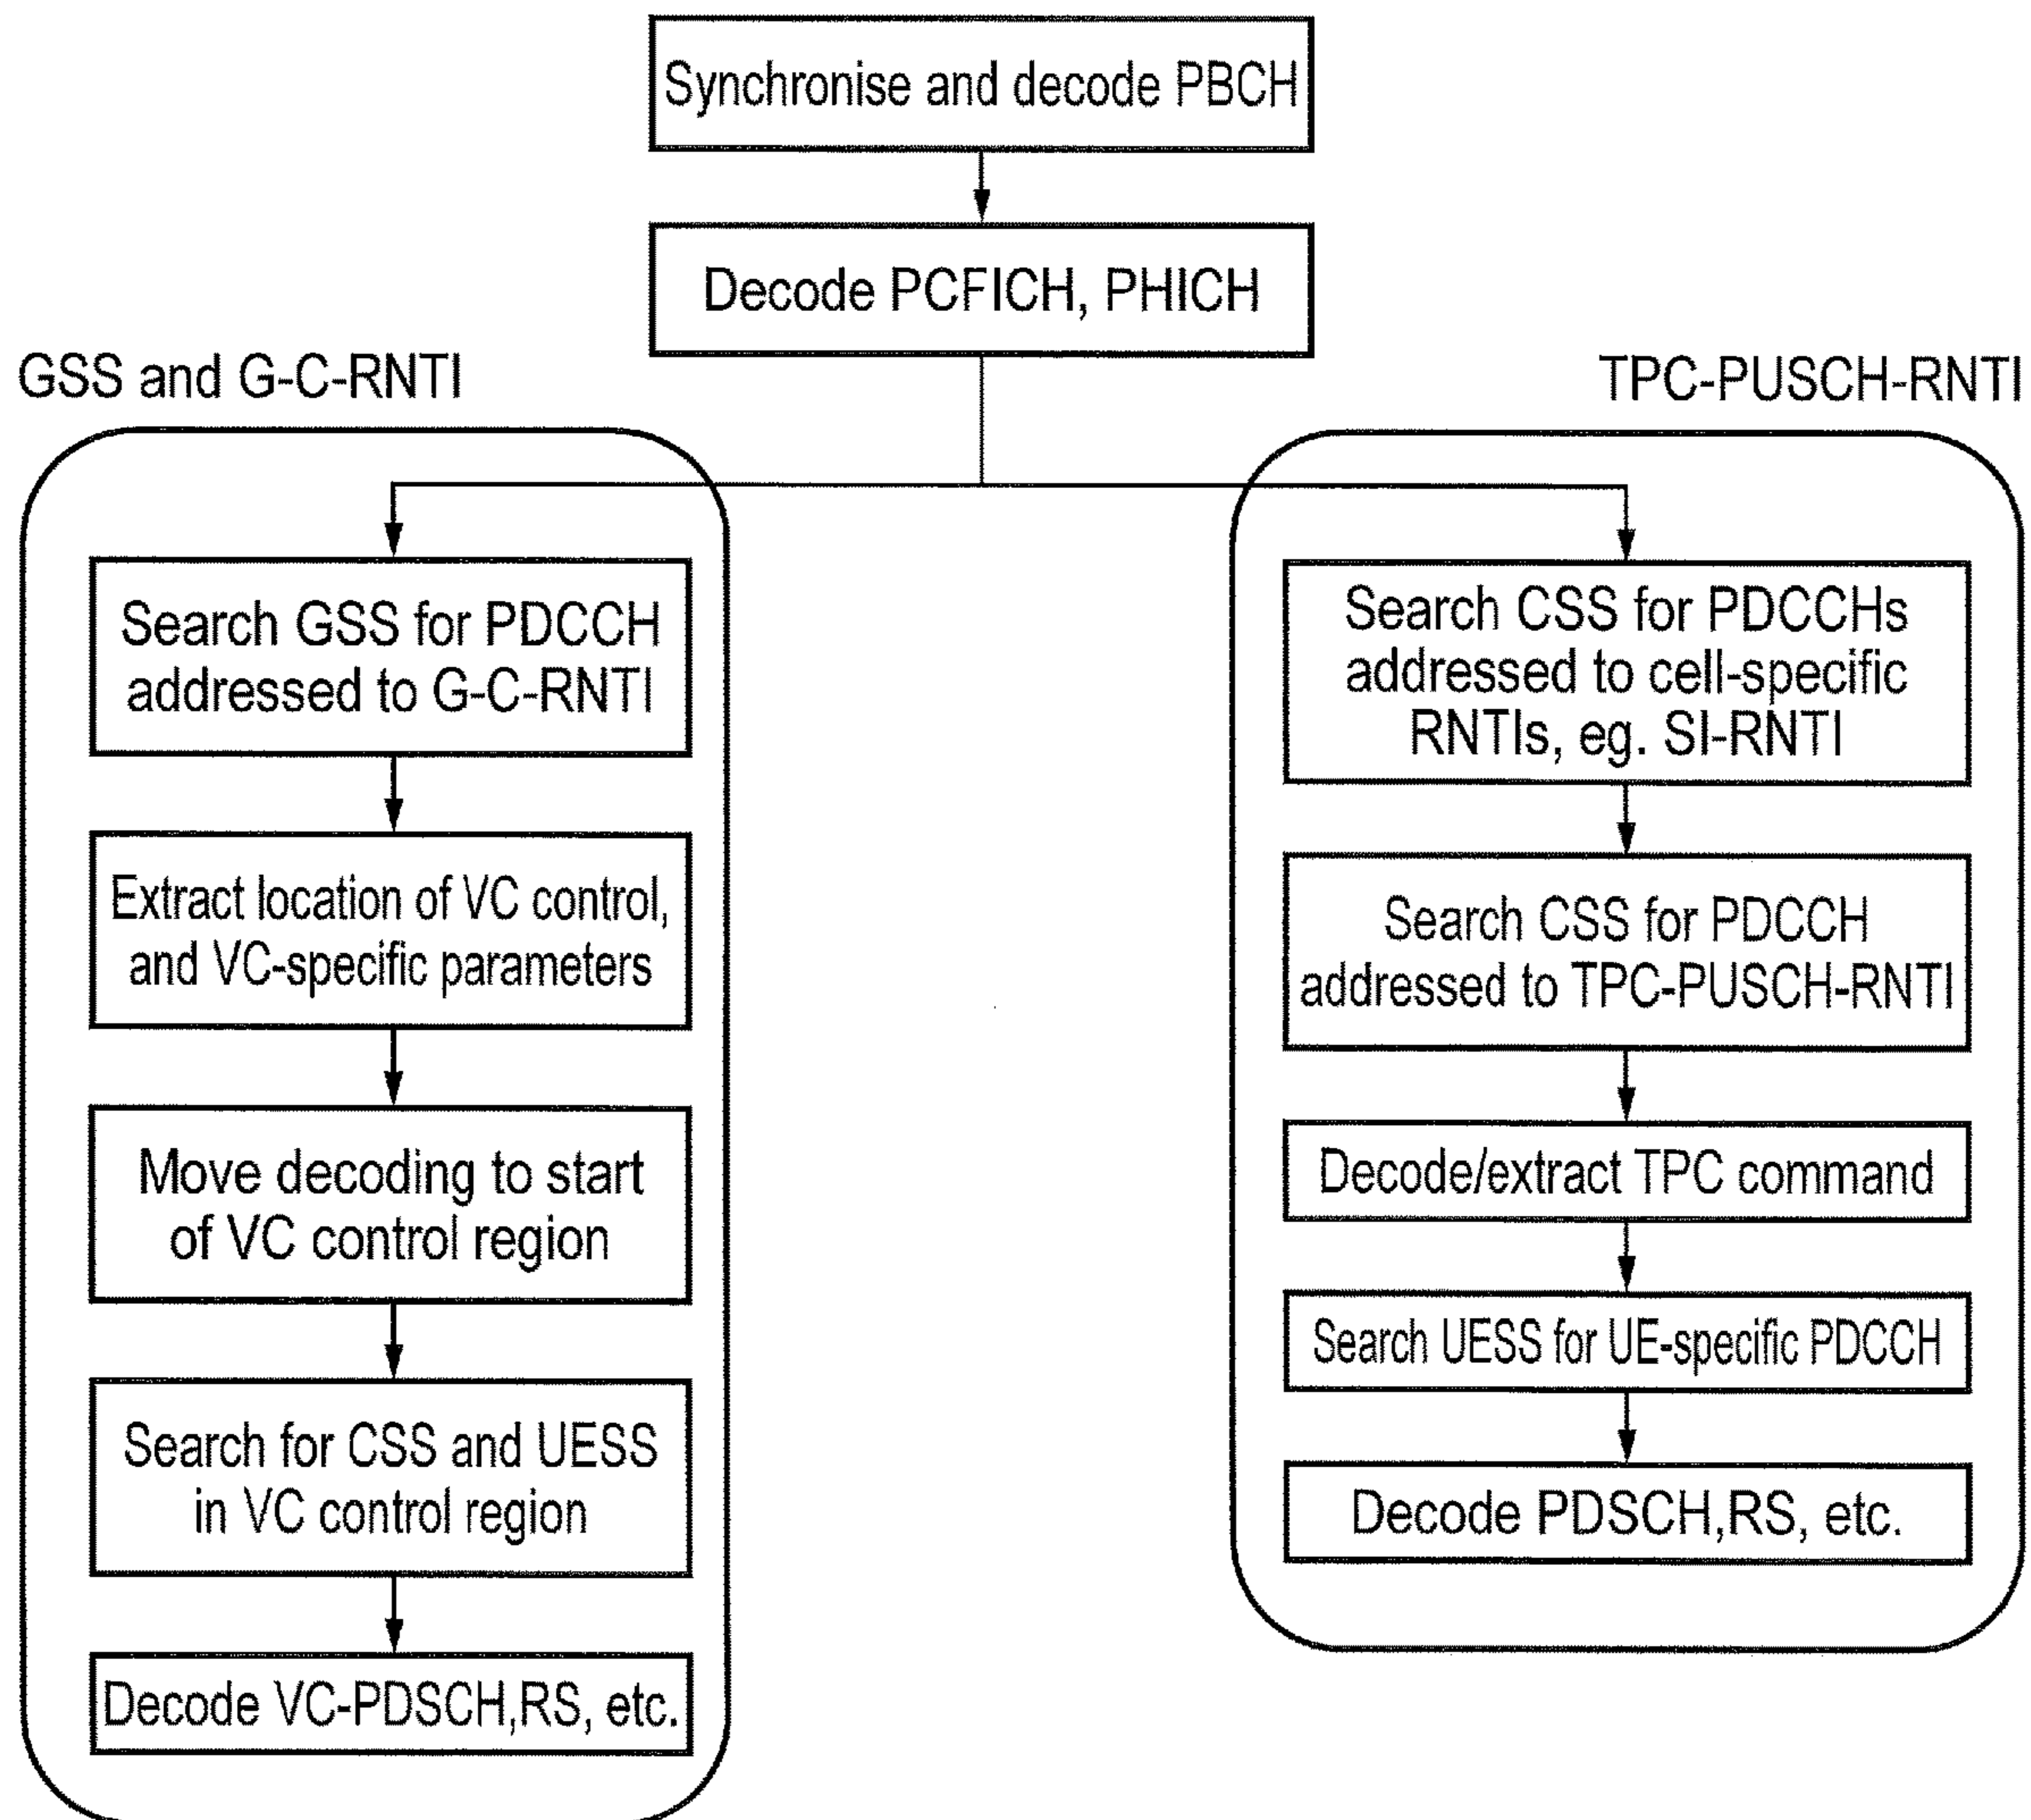 Synchronise and decode PBCH
Decode PCFICH, PHICH
GSS and G-C-RNTI
Search GSS for PDCCH
addressed to G-C-RNTI
Extract location of VC control,
and VC-specific parameters
Move decoding to start
of VC control region
Search for CSS and UESS
in VC control region
Decode VC-PDSCH,RS, etc.
TPC-PUSCH-RNTI
Search CSS for PDCCHs
addressed to cell-specific
RNTIs, eg. SI-RNTI
Search CSS for PDCCH
addressed to TPC-PUSCH-RNTI
Decode/extract TPC command
Search UESS for UE-specific PDCCH
Decode PDSCH,RS, etc.